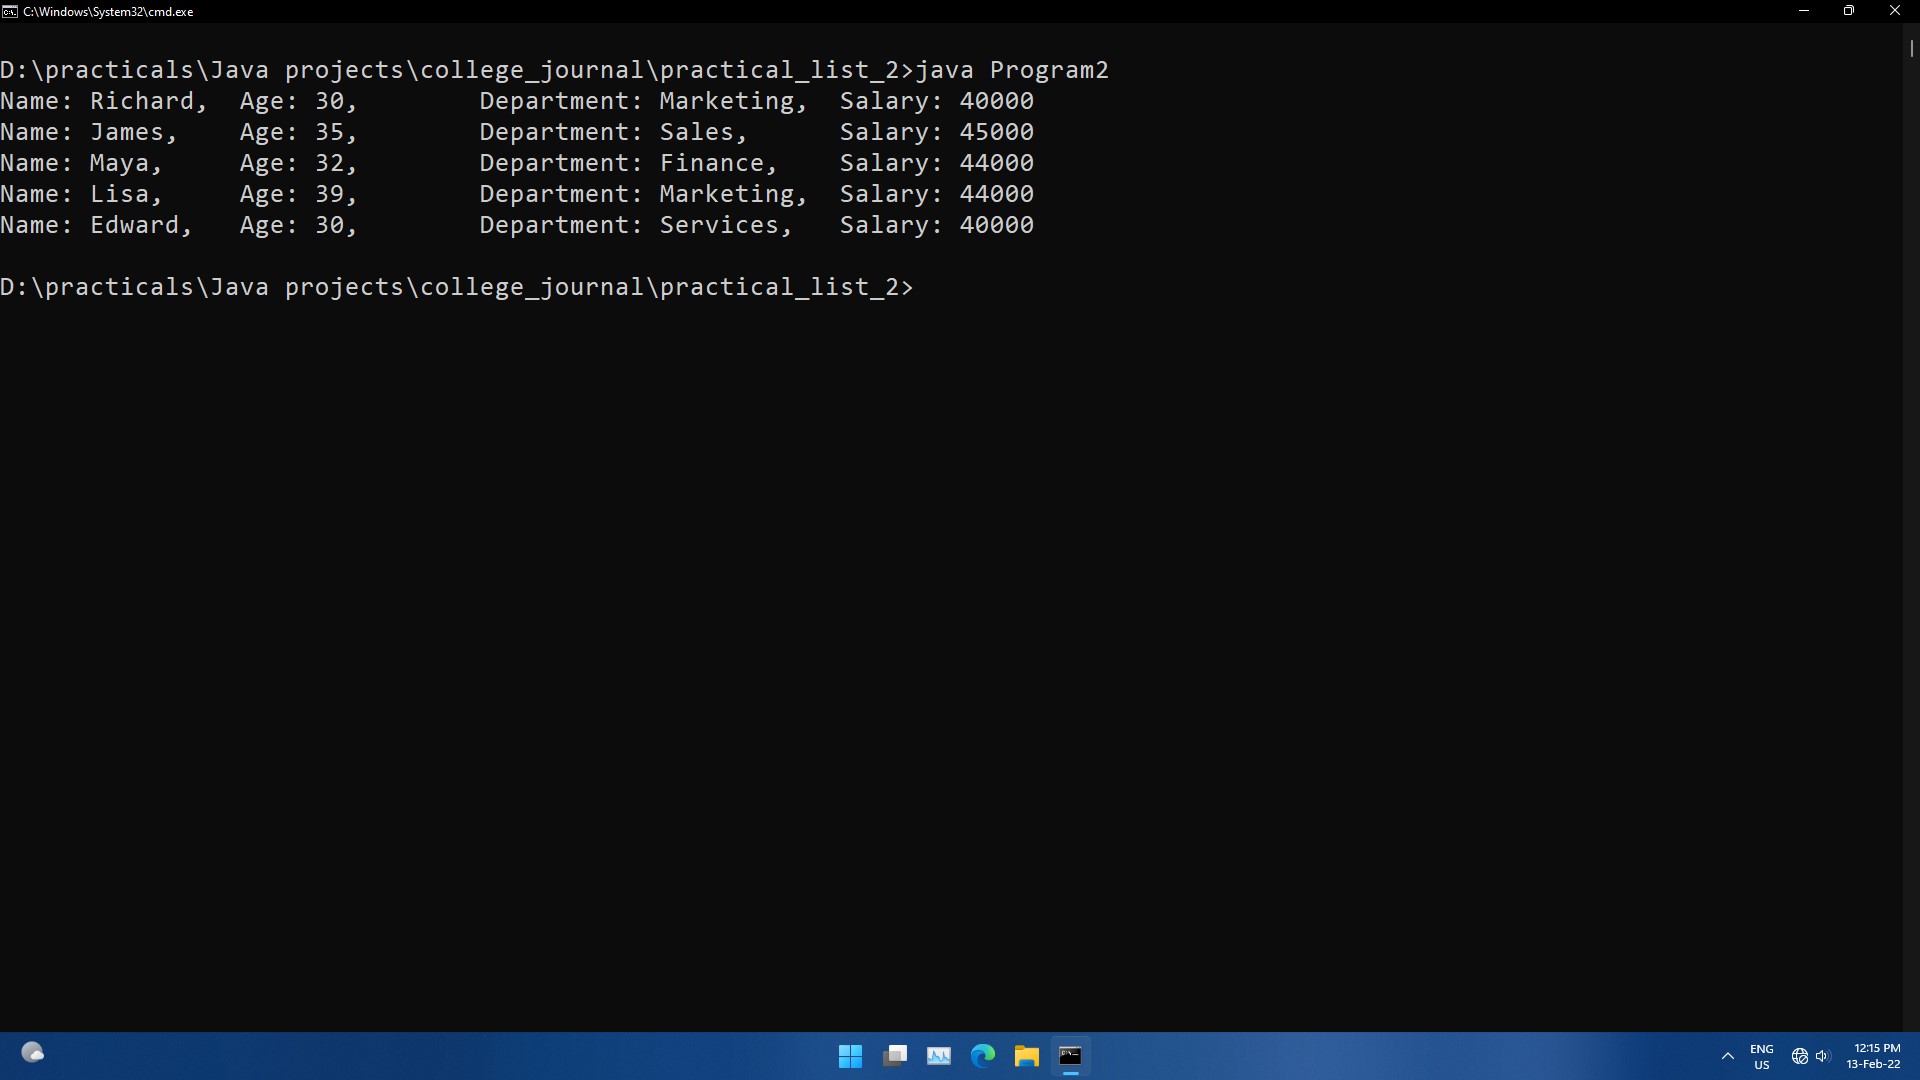 C:\Windows\System32\cmd.exe
D:\practicals\Java projects\college_journal\practical_list_2>java Program2
Name: Richard,  Age: 30,        Department: Marketing,  Salary: 40000
Name: James,    Age: 35,        Department: Sales,      Salary: 45000
Name: Maya,     Age: 32,        Department: Finance,    Salary: 44000
Name: Lisa,     Age: 39,        Department: Marketing,  Salary: 44000
Name: Edward,   Age: 30,        Department: Services,   Salary: 40000
D:\practicals\Java projects\college_journal\practical_list_2>
ENG
US
12:15 PM
13-Feb-22